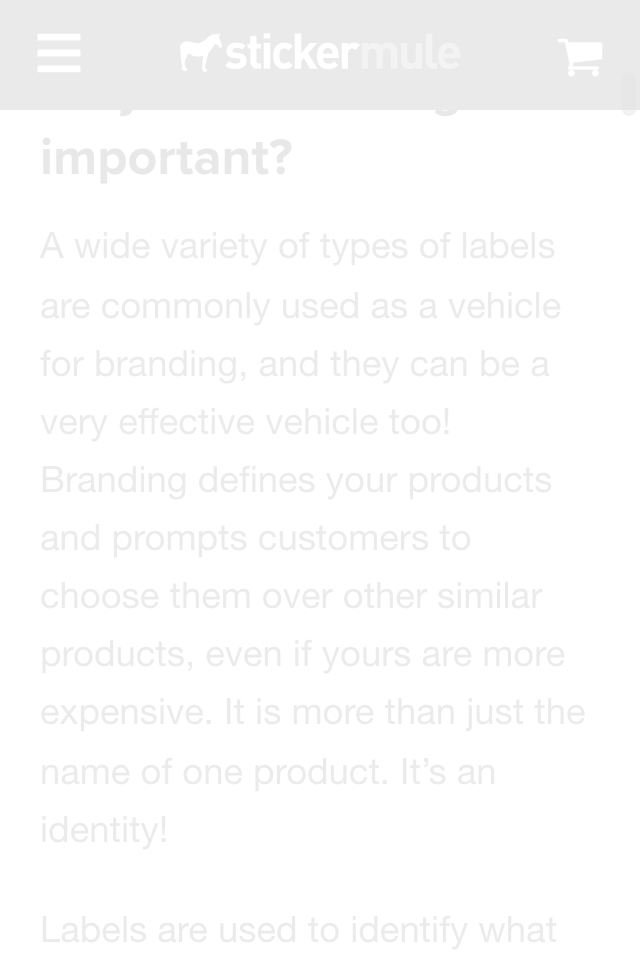 stickermule
important?
A wide variety of types of labels
are commonly used as a vehicle
for branding, and they can be a
very effective vehicle too!
Branding defines your products
and prompts customers to
choose them over other similar
products, even if yours are more
expensive. It is more than just the
name of one product. It’s an
identity!
Labels are used to identify what